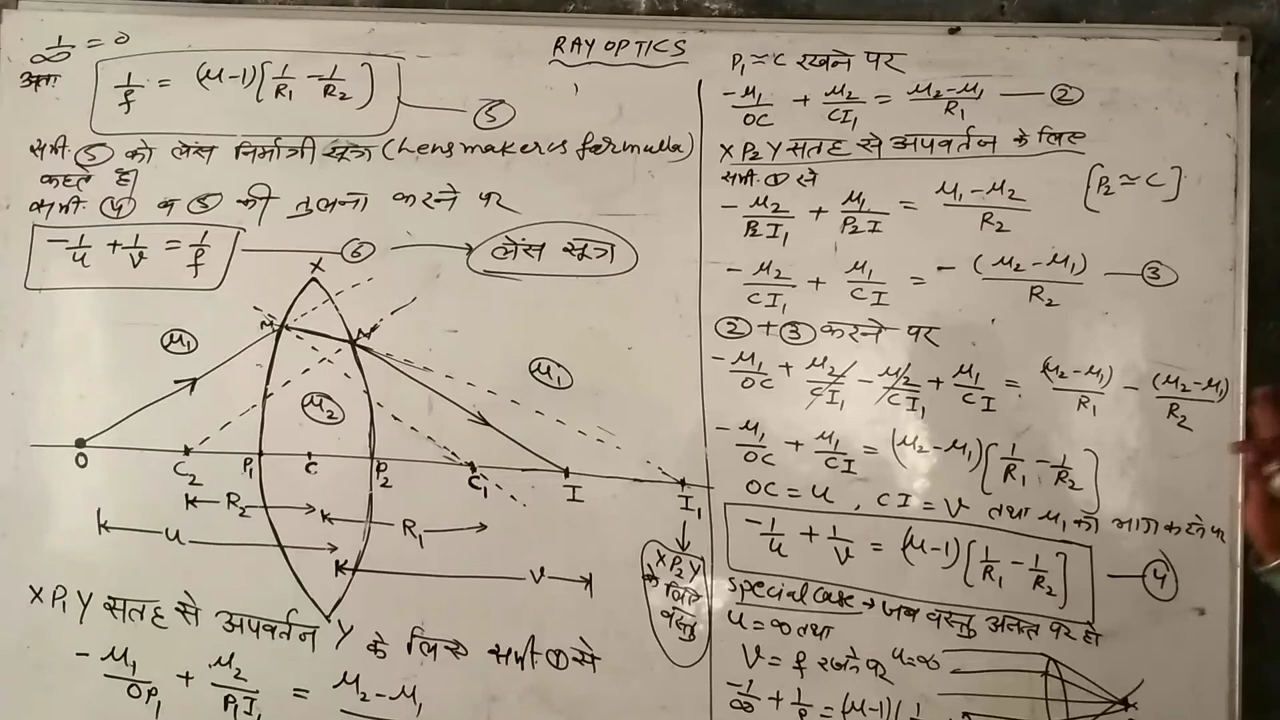 RAY OPTICS
1/∞ = 0
अतः 1/f = (μ-1)[1/R₁ - 1/R₂] — ⑤
समी. ⑤ को लेंस निर्मात्री सूत्र (Lens maker's formula)
कहते है।
समी. ④ व ⑤ की तुलना करने पर
-1/u + 1/v = 1/f — ⑥ → लेंस सूत्र
X
M N
μ₁ μ₂ μ₁
O C₂ P₁ C P₂ C₁ I I₁
R₂ R₁
u
v
Y
XP₂Y
के लिए
वस्तु
XP₁Y सतह से अपवर्तन के लिए समी. ① से
-μ₁/OP₁ + μ₂/P₁I₁ = μ₂-μ₁
P₁≃C रखने पर
-μ₁/OC + μ₂/CI₁ = μ₂-μ₁/R₁ — ②
XP₂Y सतह से अपवर्तन के लिए
समी. ① से [P₂≃C]
-μ₂/P₂I₁ + μ₁/P₂I = μ₁-μ₂/R₂
-μ₂/CI₁ + μ₁/CI = -(μ₂-μ₁)/R₂ — ③
②+③ करने पर
-μ₁/OC + μ₂/CI₁ - μ₂/CI₁ + μ₁/CI = (μ₂-μ₁)/R₁ - (μ₂-μ₁)/R₂
-μ₁/OC + μ₁/CI = (μ₂-μ₁)[1/R₁ - 1/R₂]
OC = u, CI = v तथा μ₁ का भाग करने पर
-1/u + 1/v = (μ-1)[1/R₁ - 1/R₂] — ④
special case → जब वस्तु अनन्त पर हो
u = ∞ तथा
v = f रखने पर u=∞
-1/∞ + 1/f = (μ-1)(1